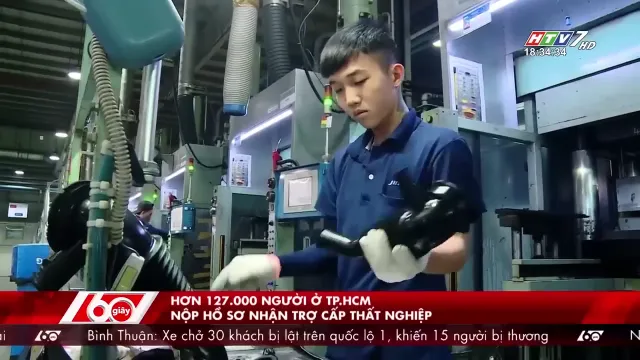 HTV7 HD
18:34:34
60 giây
HƠN 127.000 NGƯỜI Ở TP.HCM
NỘP HỒ SƠ NHẬN TRỢ CẤP THẤT NGHIỆP
Bình Thuận: Xe chở 30 khách bị lật trên quốc lộ 1, khiến 15 người bị thương